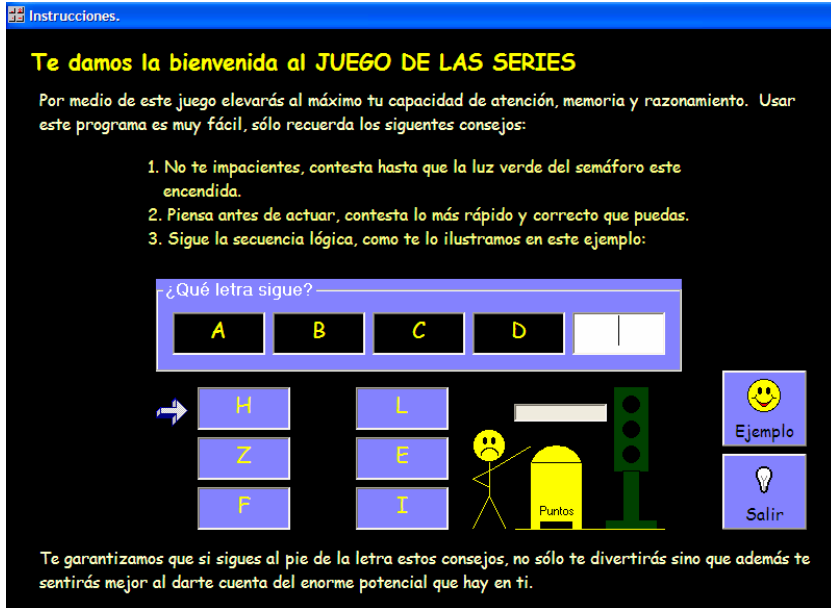 Instrucciones.
Te damos la bienvenida al JUEGO DE LAS SERIES
Por medio de este juego elevarás al máximo tu capacidad de atención, memoria y razonamiento. Usar
este programa es muy fácil, sólo recuerda los siguentes consejos:
1. No te impacientes, contesta hasta que la luz verde del semáforo este
encendida.
2. Piensa antes de actuar, contesta lo más rápido y correcto que puedas.
3. Sigue la secuencia lógica, como te lo ilustramos en este ejemplo:
¿Qué letra sigue?
A B C D
H L
Z E
F I
Puntos
Ejemplo
Salir
Te garantizamos que si sigues al pie de la letra estos consejos, no sólo te divertirás sino que además te
sentirás mejor al darte cuenta del enorme potencial que hay en ti.